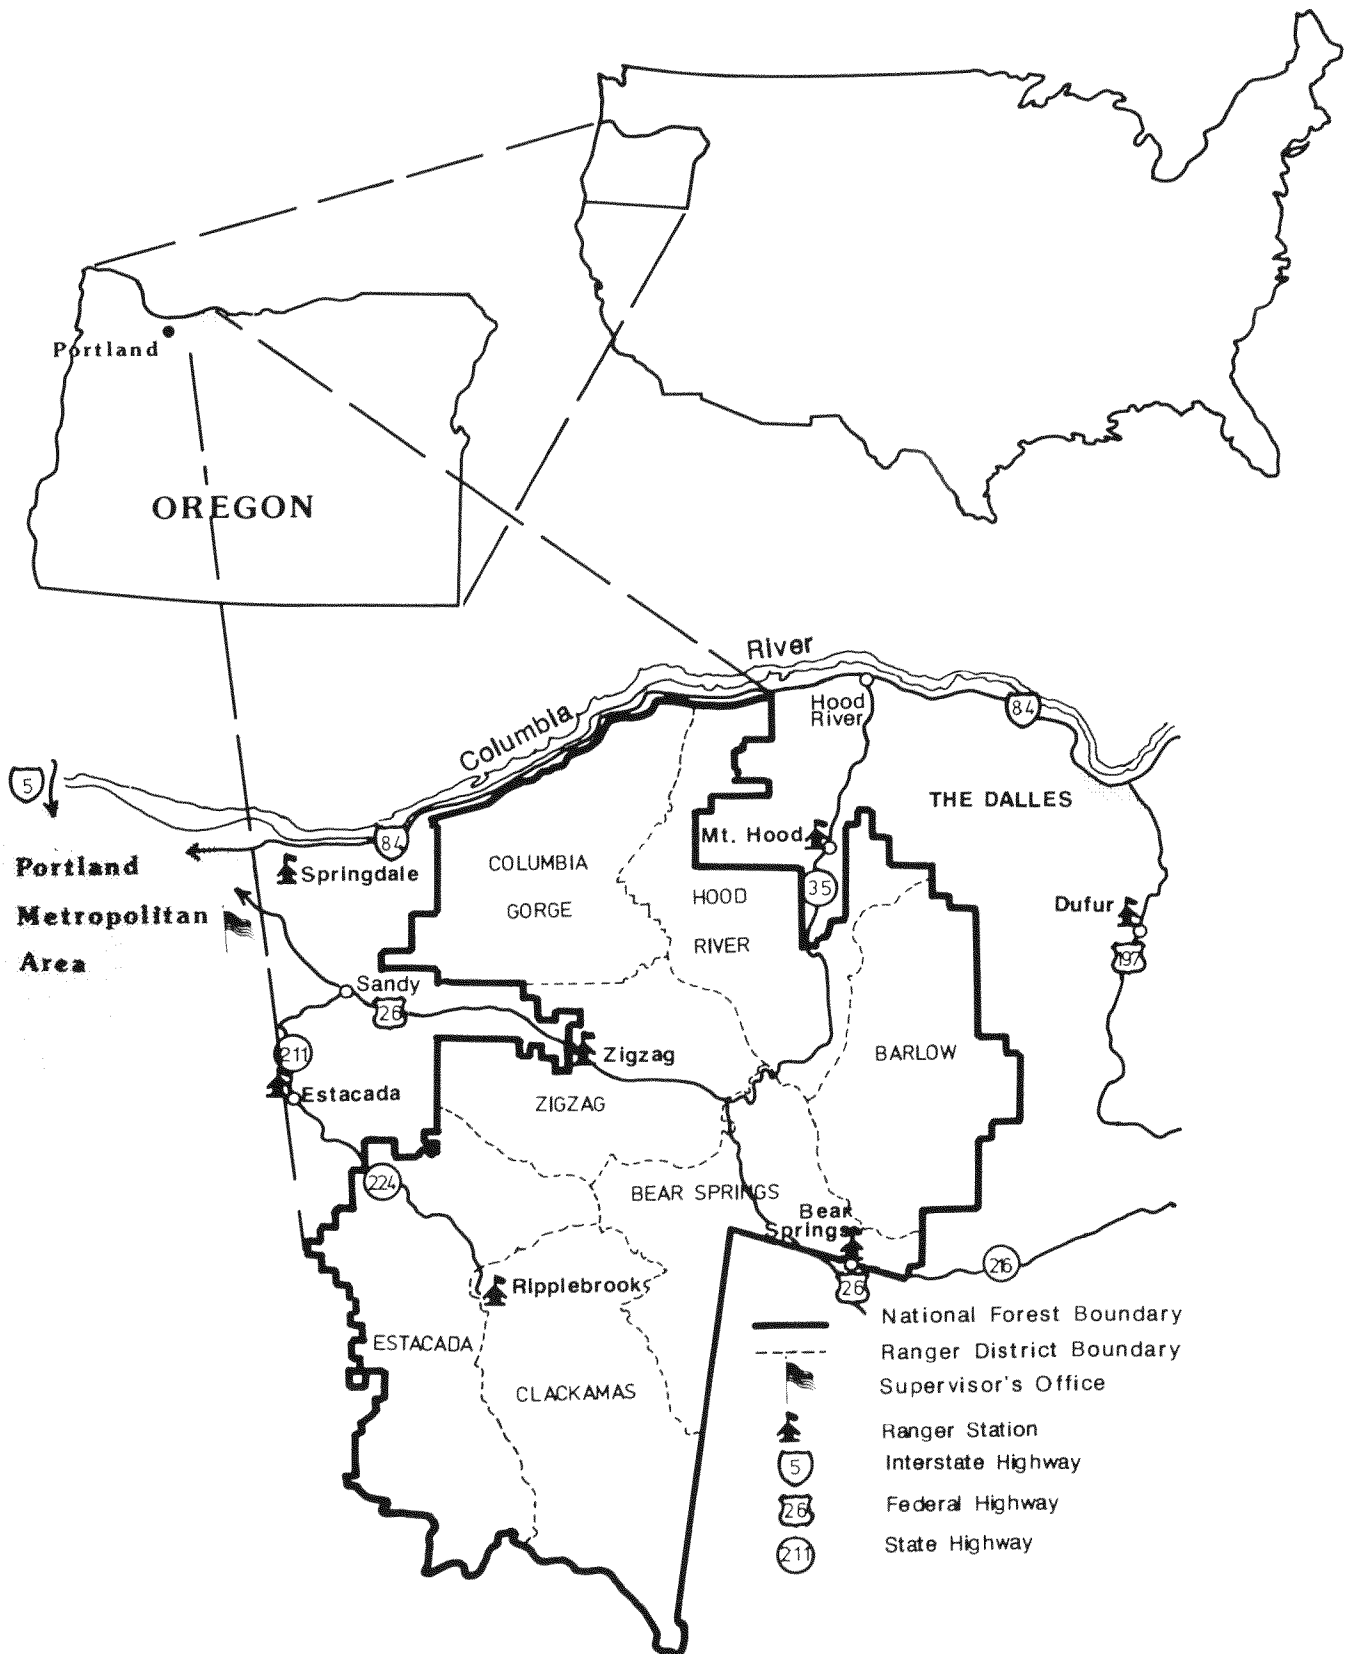 Portland
OREGON
River
Columbia
Hood
River
84
5
THE DALLES
84
Mt. Hood
Portland
Springdale
COLUMBIA
35
Metropolitan
GORGE
HOOD
Dufur
Area
RIVER
197
Sandy
26
211
Zigzag
BARLOW
Estacada
ZIGZAG
224
BEAR SPRINGS
Bear
Springs
216
Ripplebrook
26
ESTACADA
CLACKAMAS
National Forest Boundary
Ranger District Boundary
Supervisor's Office
Ranger Station
5
Interstate Highway
26
Federal Highway
211
State Highway